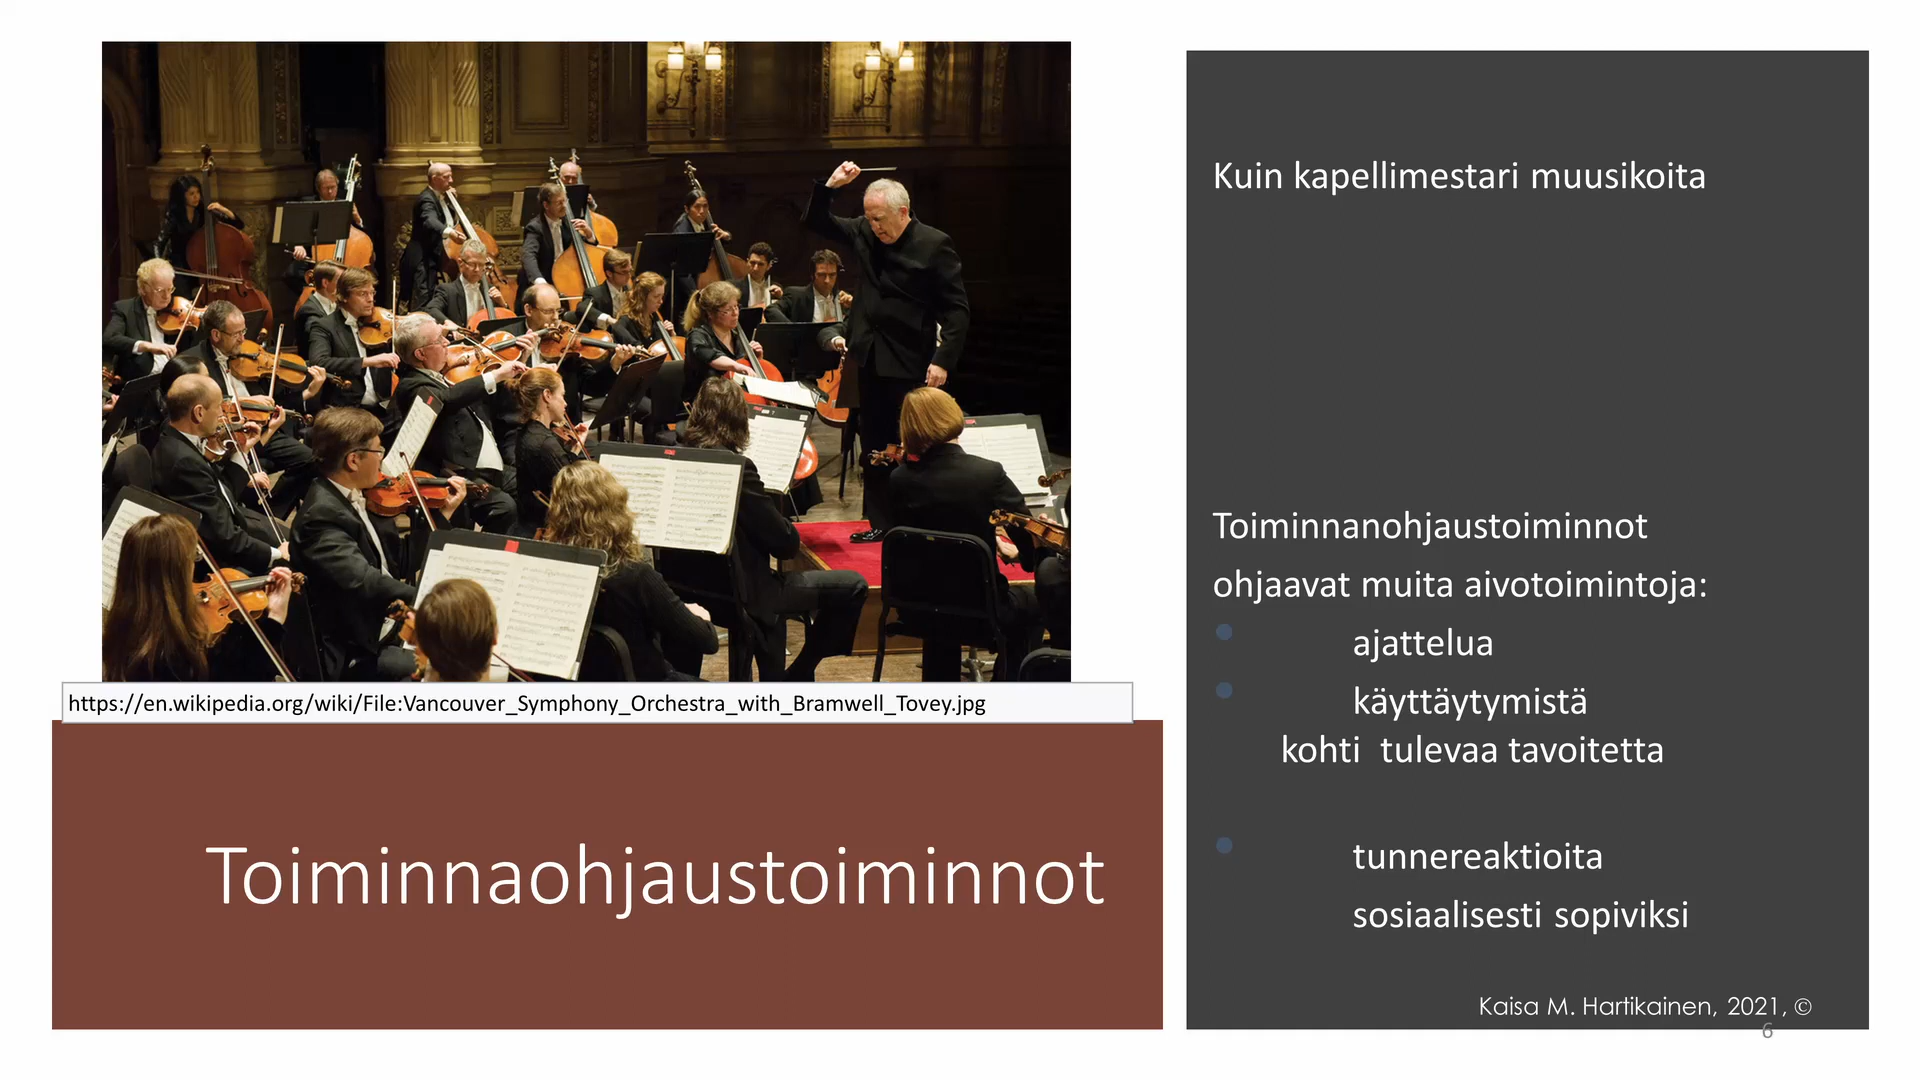 https://en.wikipedia.org/wiki/File:Vancouver_Symphony_Orchestra_with_Bramwell_Tovey.jpg
Toiminnaohjaustoiminnot
Kuin kapellimestari muusikoita
Toiminnanohjaustoiminnot
ohjaavat muita aivotoimintoja:
ajattelua
käyttäytymistä
kohti tulevaa tavoitetta
tunnereaktioita
sosiaalisesti sopiviksi
Kaisa M. Hartikainen, 2021, ©
6